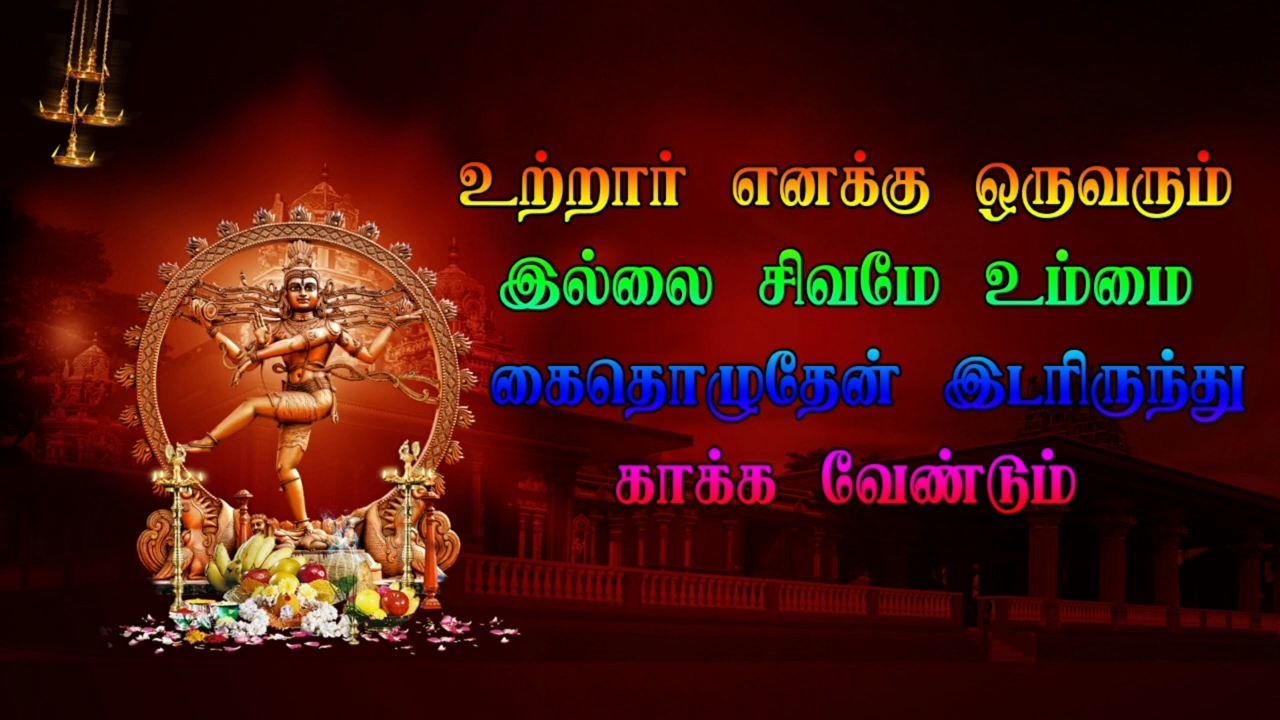 உற்றார் எனக்கு ஒருவரும்
இல்லை சிவமே உம்மை
கைதொழுதேன் இடரிருந்து
காக்க வேண்டும்